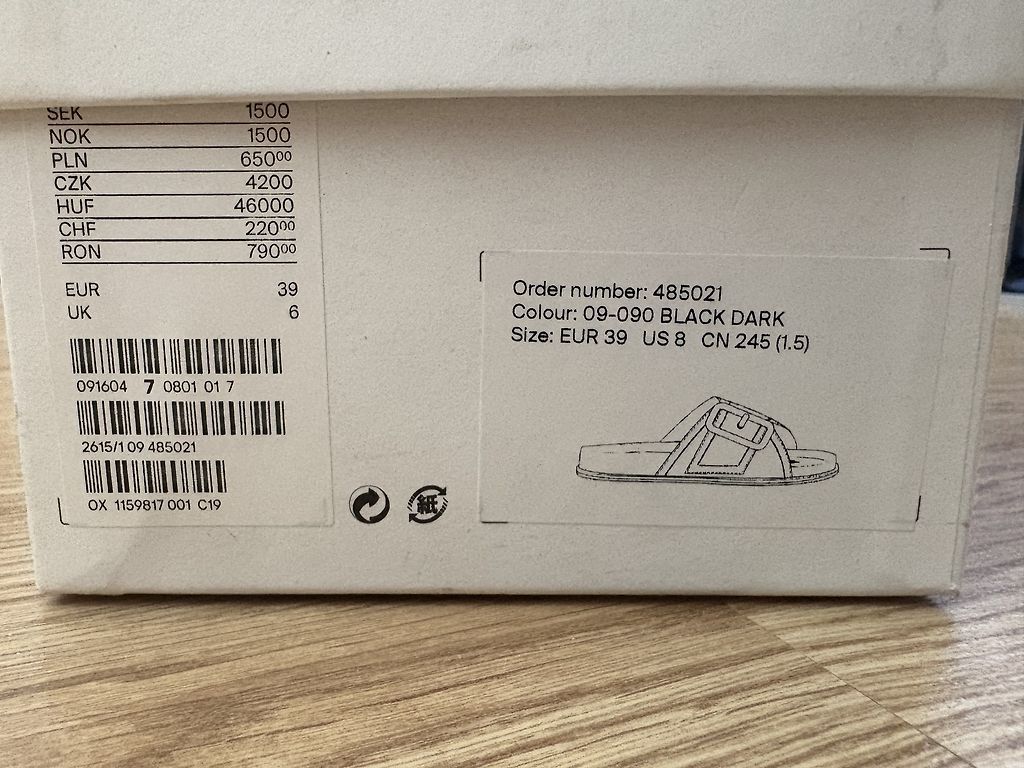 SEK 1500
NOK 1500
PLN 650⁰⁰
CZK 4200
HUF 46000
CHF 220⁰⁰
RON 790⁰⁰
EUR 39
UK 6
091604 7 0801 01 7
2615/1 09 485021
OX 1159817 001 C19
紙
Order number: 485021
Colour: 09-090 BLACK DARK
Size: EUR 39 US 8 CN 245 (1.5)